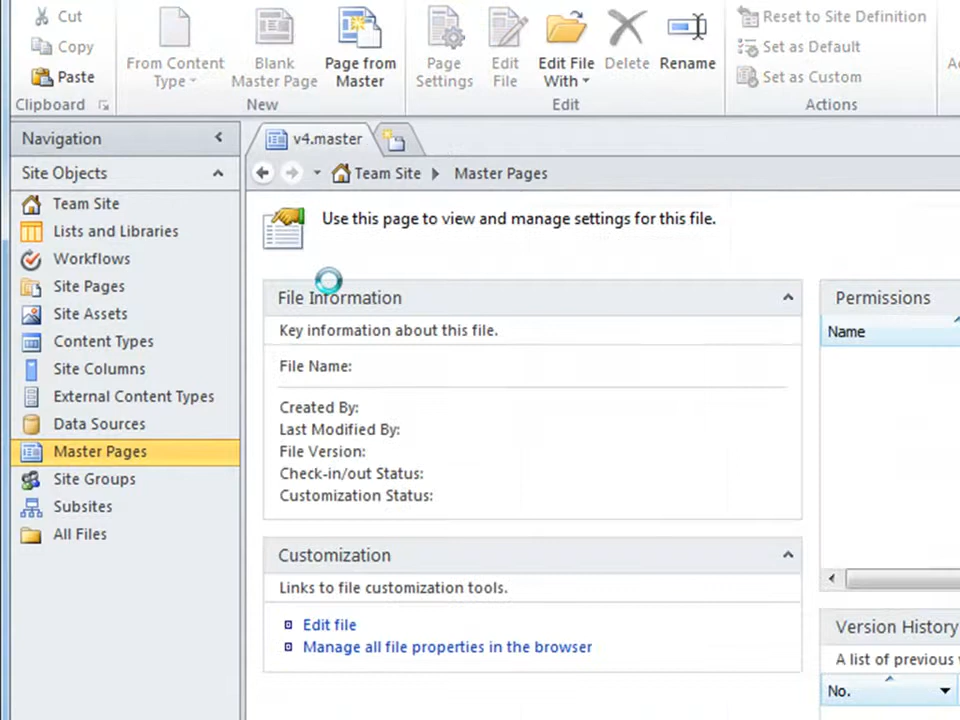 Cut
Copy
Paste
Clipboard
From Content
Type
Blank
Master Page
Page from
Master
New
Page
Settings
Edit
File
Edit File
With
Delete
Rename
Edit
Reset to Site Definition
Set as Default
Set as Custom
Actions
Navigation
v4.master
Site Objects
Team Site
Master Pages
Team Site
Lists and Libraries
Workflows
Site Pages
Site Assets
Content Types
Site Columns
External Content Types
Data Sources
Master Pages
Site Groups
Subsites
All Files
Use this page to view and manage settings for this file.
File Information
Key information about this file.
File Name:
Created By:
Last Modified By:
File Version:
Check-in/out Status:
Customization Status:
Customization
Links to file customization tools.
Edit file
Manage all file properties in the browser
Permissions
Name
Version History
A list of previous
No.